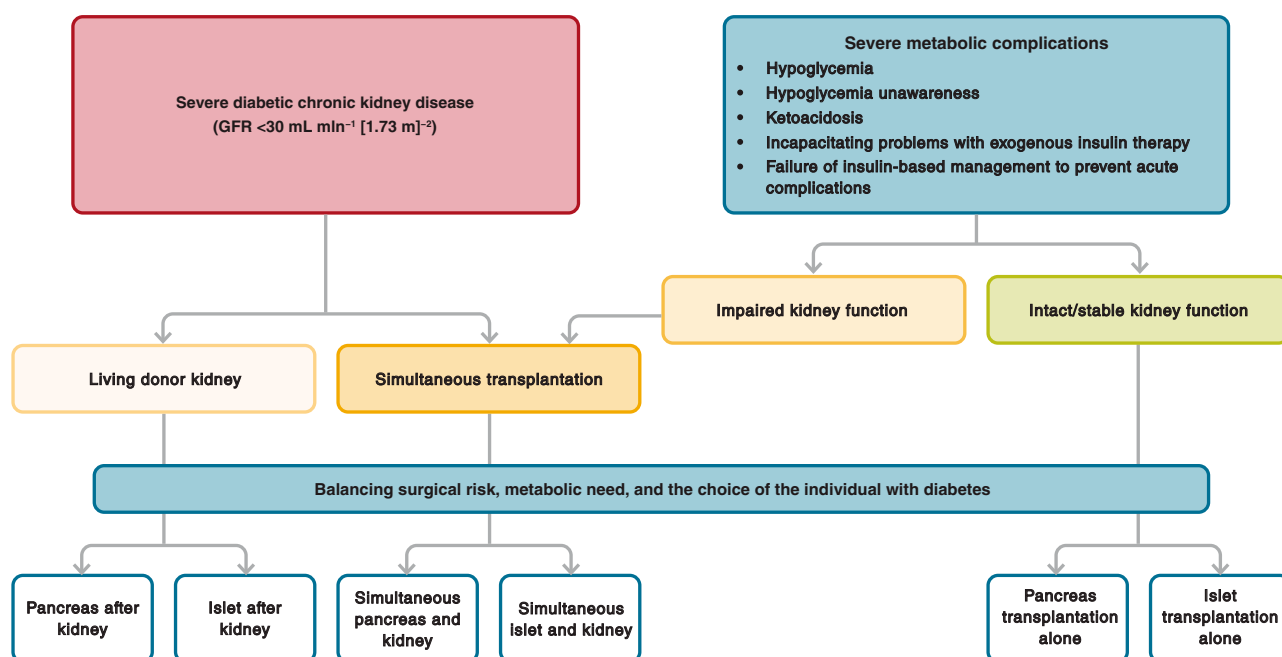 Severe diabetic chronic kidney disease
(GFR <30 mL mln⁻¹ [1.73 m]⁻²)
Severe metabolic complications
• Hypoglycemia
• Hypoglycemia unawareness
• Ketoacidosis
• Incapacitating problems with exogenous insulin therapy
• Failure of insulin-based management to prevent acute
complications
Impaired kidney function
Intact/stable kidney function
Living donor kidney
Simultaneous transplantation
Balancing surgical risk, metabolic need, and the choice of the individual with diabetes
Pancreas after
kidney
Islet after
kidney
Simultaneous
pancreas and
kidney
Simultaneous
islet and kidney
Pancreas
transplantation
alone
Islet
transplantation
alone